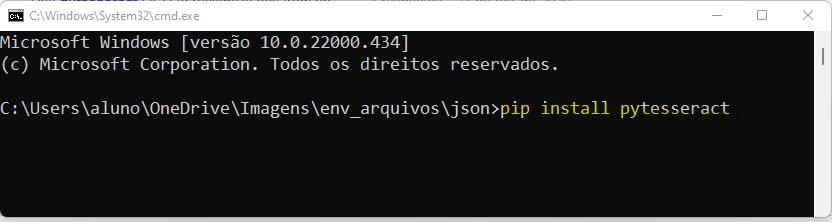 C:\Windows\System32\cmd.exe
Microsoft Windows [versão 10.0.22000.434]
(c) Microsoft Corporation. Todos os direitos reservados.
C:\Users\aluno\OneDrive\Imagens\env_arquivos\json>pip install pytesseract